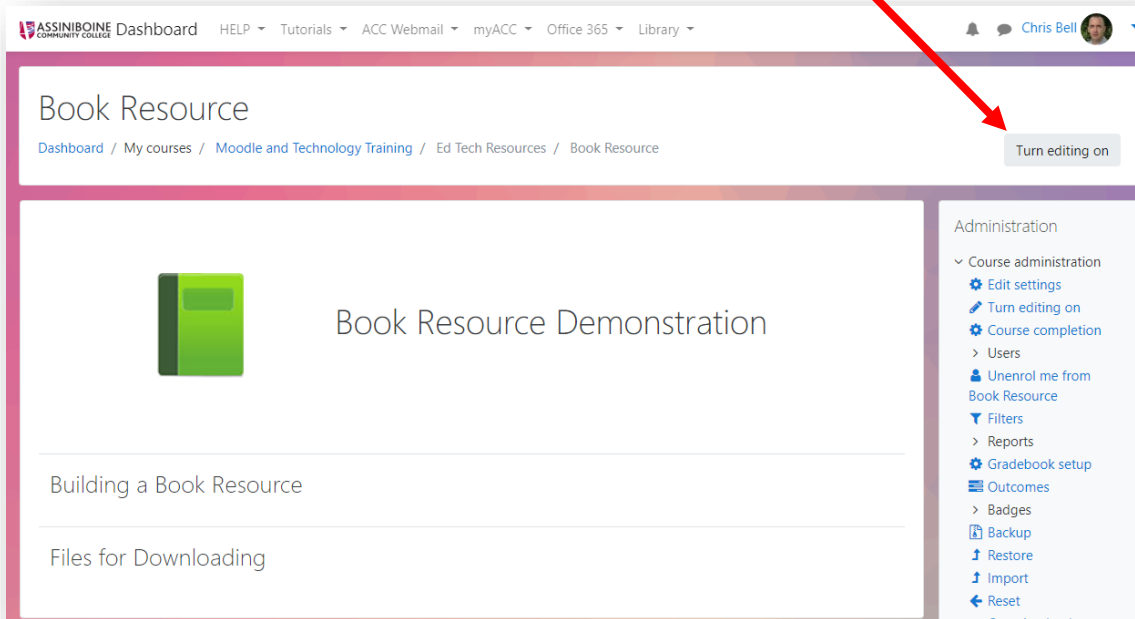 ASSINIBOINE COMMUNITY COLLEGE Dashboard HELP Tutorials ACC Webmail myACC Office 365 Library Chris Bell
Book Resource
Dashboard / My courses / Moodle and Technology Training / Ed Tech Resources / Book Resource
Turn editing on
Book Resource Demonstration
Building a Book Resource
Files for Downloading
Administration
Course administration
Edit settings
Turn editing on
Course completion
Users
Unenrol me from
Book Resource
Filters
Reports
Gradebook setup
Outcomes
Badges
Backup
Restore
Import
Reset